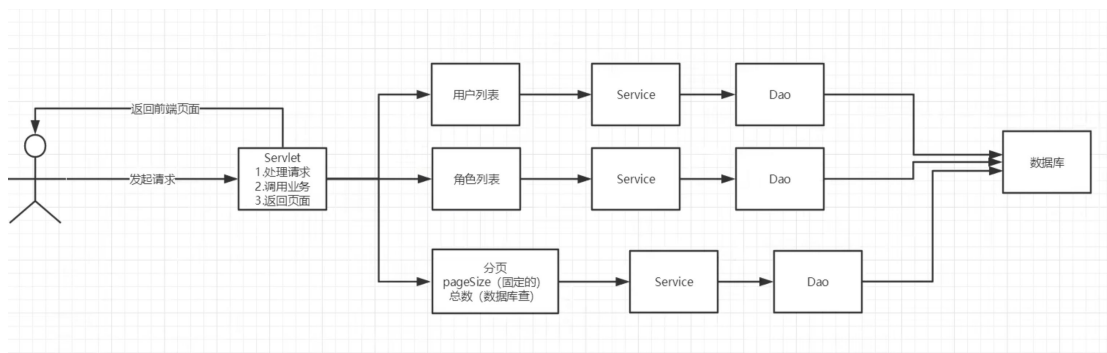 返回前端页面
发起请求
Servlet
1.处理请求
2.调用业务
3.返回页面
用户列表
Service
Dao
角色列表
Service
Dao
分页
pageSize（固定的)
总数（数据库查)
Service
Dao
数据库